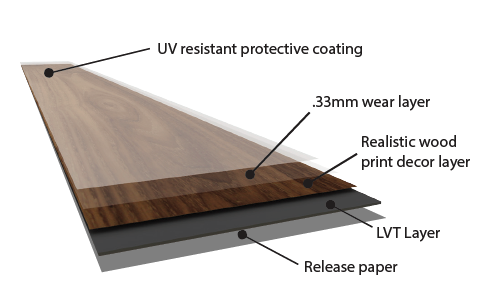 UV resistant protective coating
.33mm wear layer
Realistic wood
print decor layer
LVT Layer
Release paper